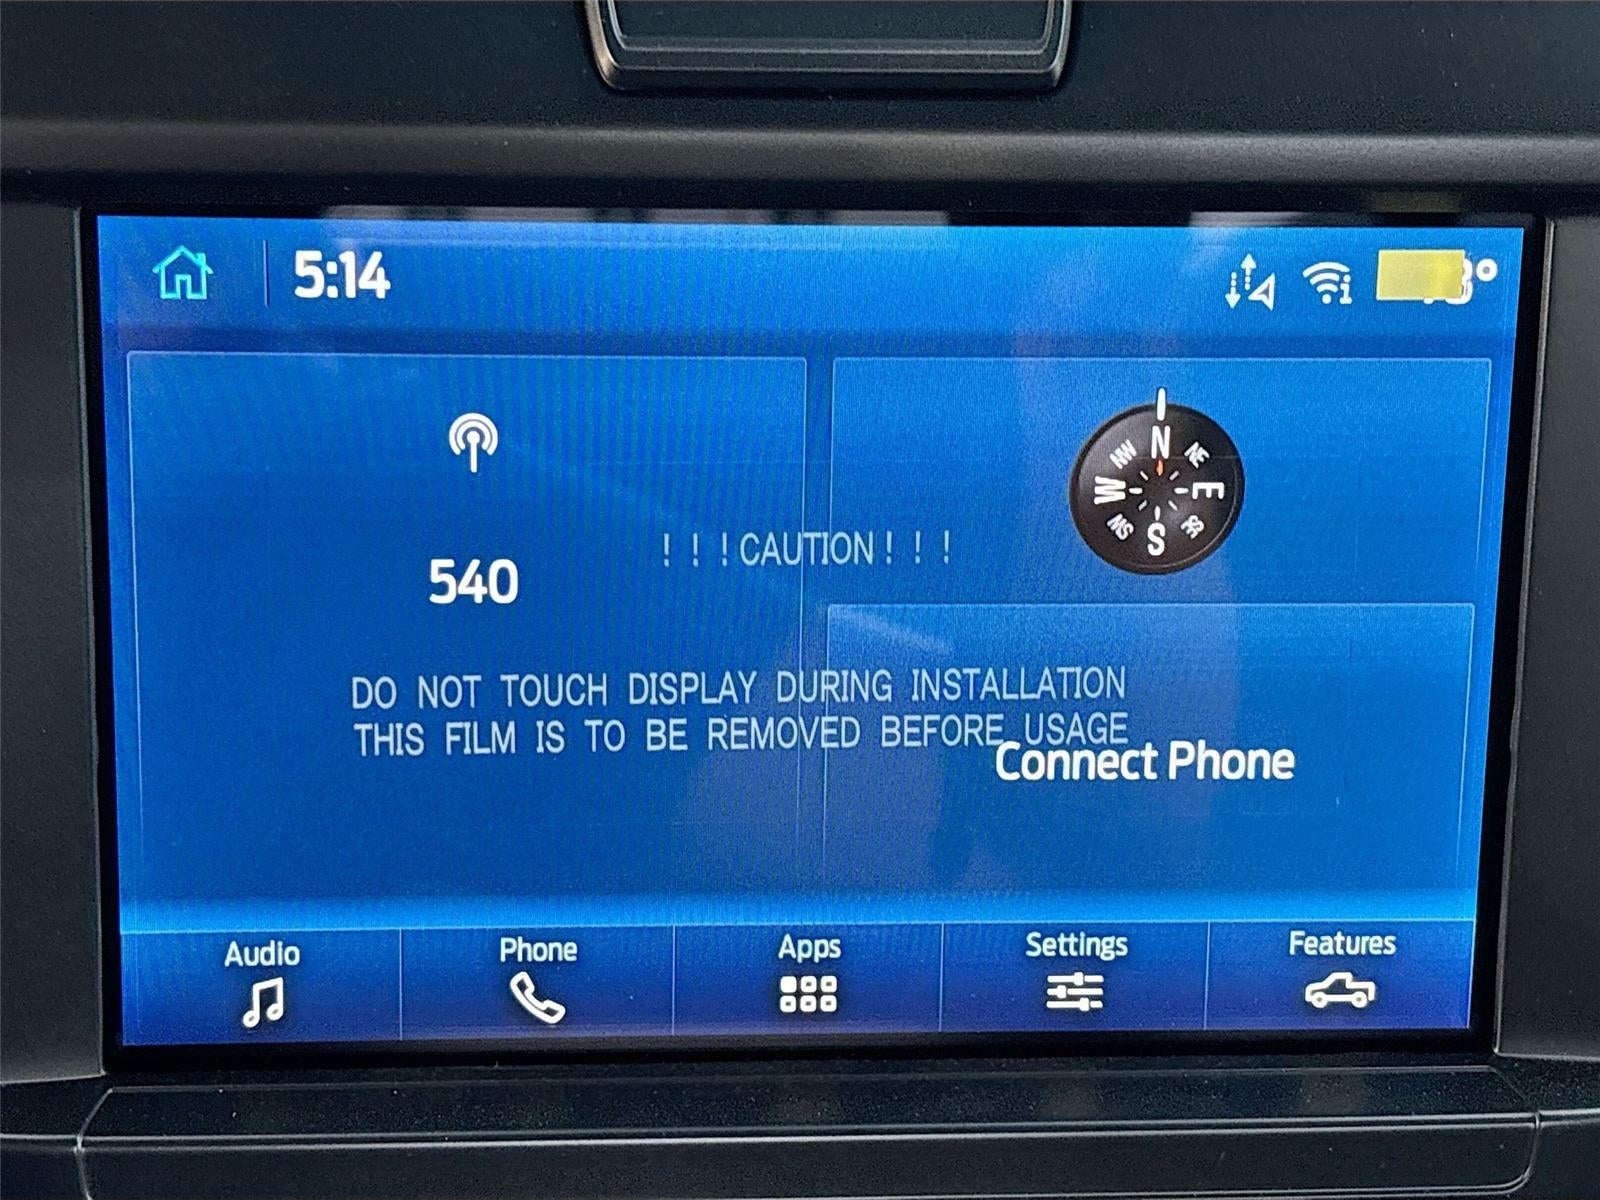 5:14
540
N
NE
E
SE
S
SW
W
NW
! ! ! CAUTION ! ! !
DO NOT TOUCH DISPLAY DURING INSTALLATION
THIS FILM IS TO BE REMOVED BEFORE USAGE
Connect Phone
Audio
Phone
Apps
Settings
Features